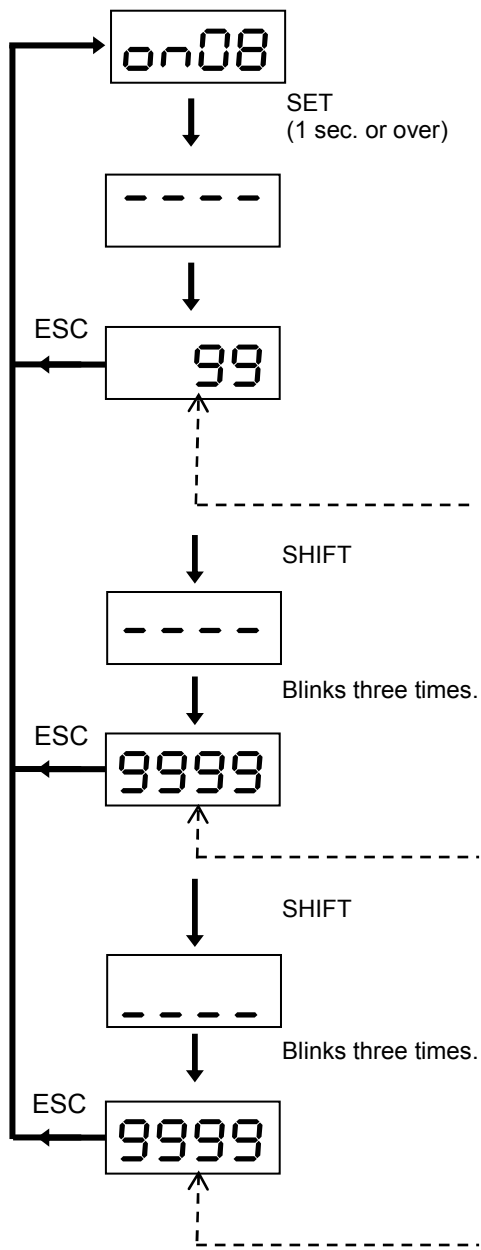 on08
SET
(1 sec. or over)
- - - -
ESC
99
SHIFT
- - - -
Blinks three times.
ESC
9999
SHIFT
- - - -
Blinks three times.
ESC
9999